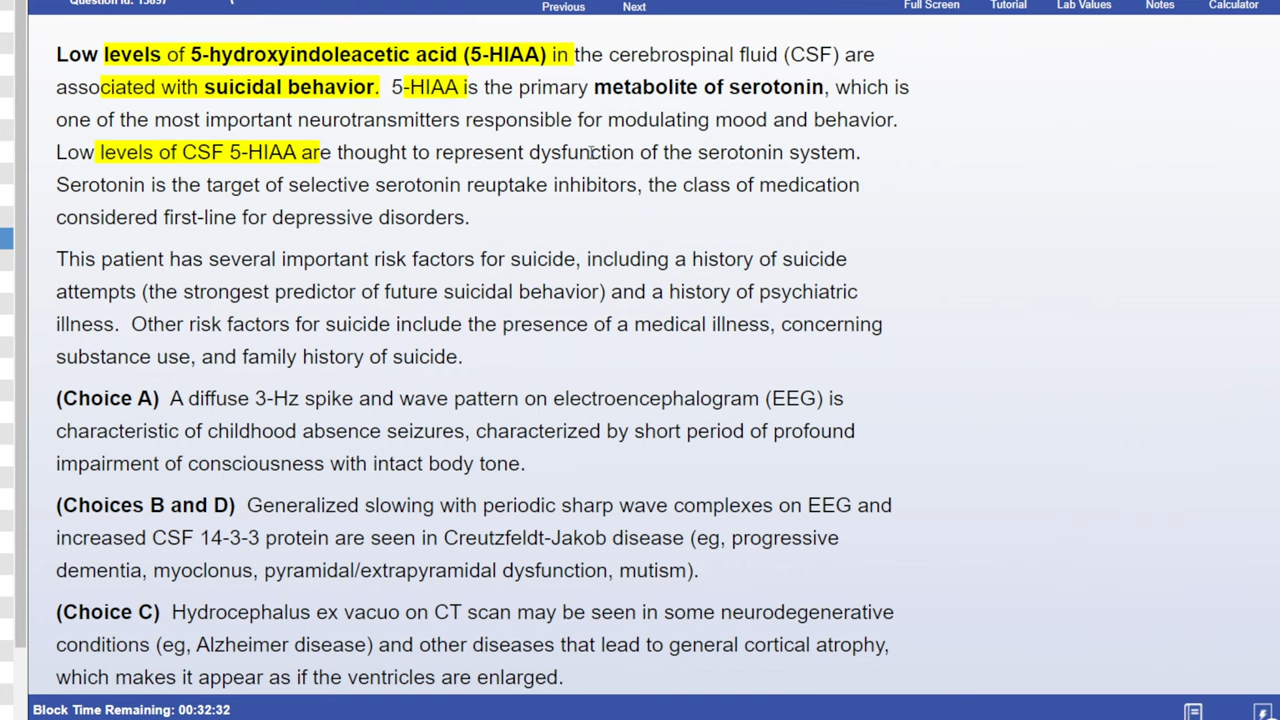 Previous
Next
Full Screen
Tutorial
Lab Values
Notes
Calculator
Low levels of 5-hydroxyindoleacetic acid (5-HIAA) in the cerebrospinal fluid (CSF) are
associated with suicidal behavior. 5-HIAA is the primary metabolite of serotonin, which is
one of the most important neurotransmitters responsible for modulating mood and behavior.
Low levels of CSF 5-HIAA are thought to represent dysfunction of the serotonin system.
Serotonin is the target of selective serotonin reuptake inhibitors, the class of medication
considered first-line for depressive disorders.
This patient has several important risk factors for suicide, including a history of suicide
attempts (the strongest predictor of future suicidal behavior) and a history of psychiatric
illness. Other risk factors for suicide include the presence of a medical illness, concerning
substance use, and family history of suicide.
(Choice A) A diffuse 3-Hz spike and wave pattern on electroencephalogram (EEG) is
characteristic of childhood absence seizures, characterized by short period of profound
impairment of consciousness with intact body tone.
(Choices B and D) Generalized slowing with periodic sharp wave complexes on EEG and
increased CSF 14-3-3 protein are seen in Creutzfeldt-Jakob disease (eg, progressive
dementia, myoclonus, pyramidal/extrapyramidal dysfunction, mutism).
(Choice C) Hydrocephalus ex vacuo on CT scan may be seen in some neurodegenerative
conditions (eg, Alzheimer disease) and other diseases that lead to general cortical atrophy,
which makes it appear as if the ventricles are enlarged.
Block Time Remaining: 00:32:32